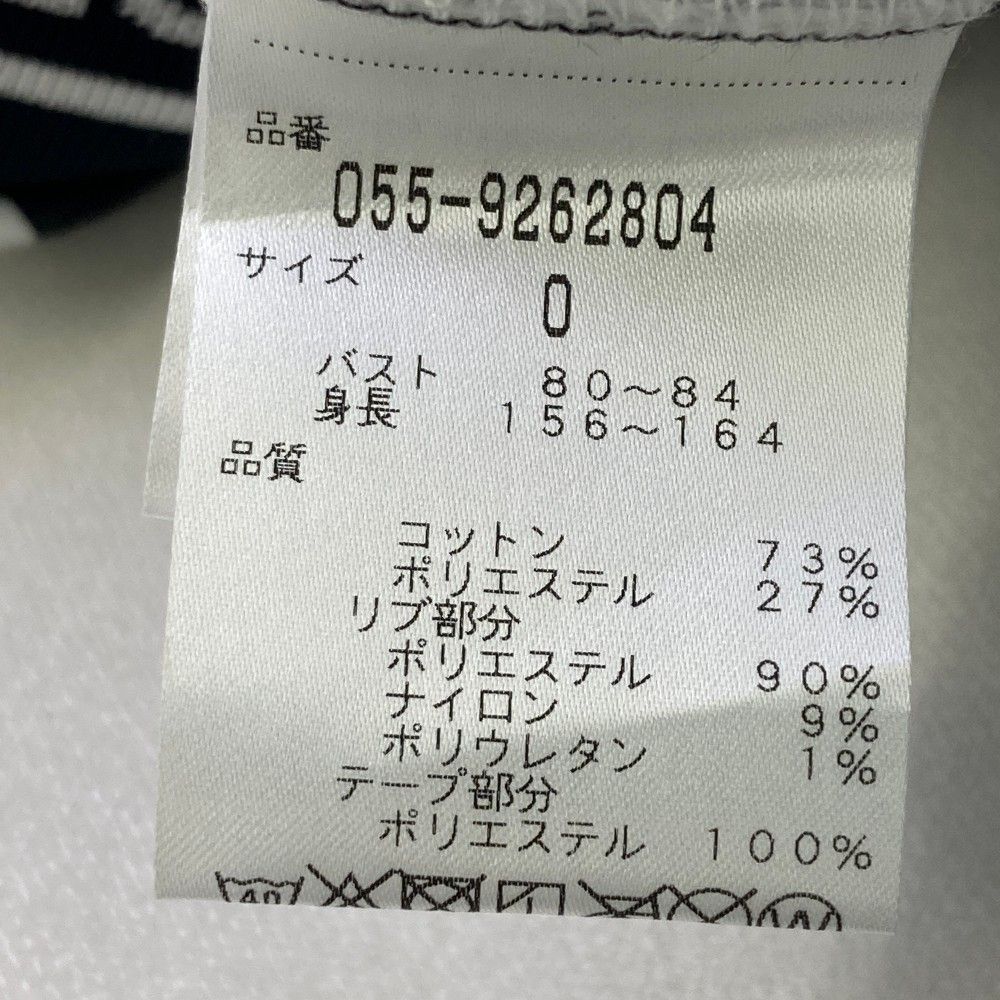 品番
055-9262804
サイズ
0
バスト 80～84
身長 156～164
品質
コットン 73%
ポリエステル 27%
リブ部分
ポリエステル 90%
ナイロン 9%
ポリウレタン 1%
テープ部分
ポリエステル 100%
40
W